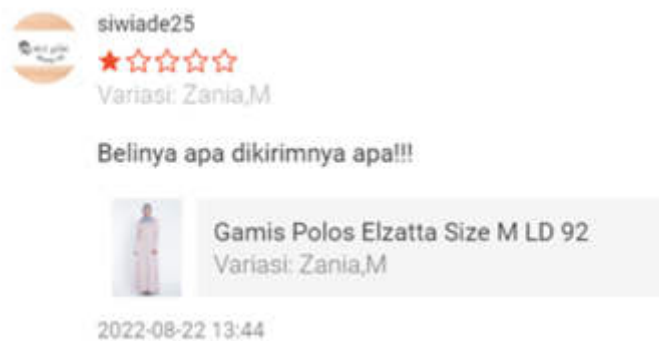 siwiade25
Variasi: Zania,M
Belinya apa dikirimnya apa!!!
Gamis Polos Elzatta Size M LD 92
Variasi: Zania,M
2022-08-22 13:44